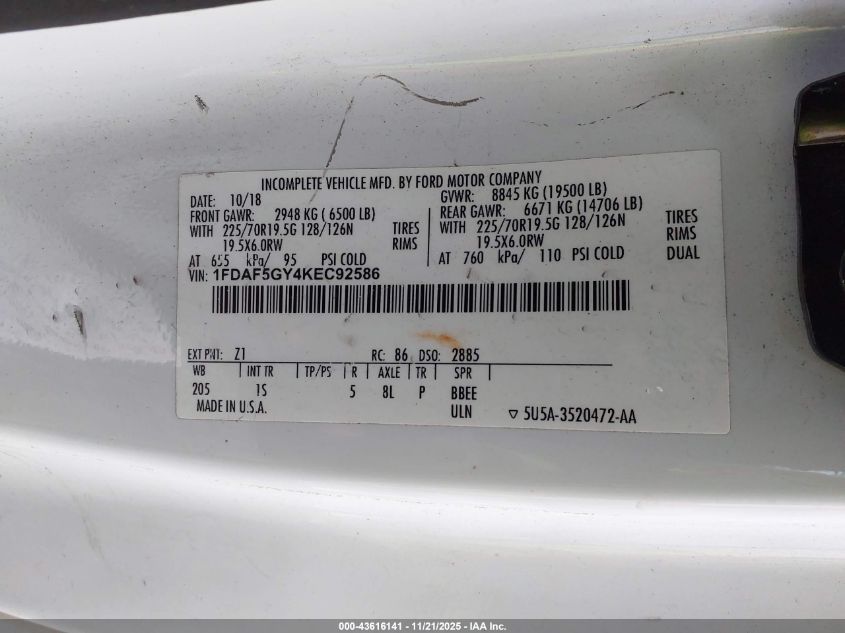 INCOMPLETE VEHICLE MFD. BY FORD MOTOR COMPANY
DATE: 10/18 GVWR: 8845 KG (19500 LB)
FRONT GAWR: 2948 KG ( 6500 LB) REAR GAWR: 6671 KG (14706 LB)
WITH 225/70R19.5G 128/126N TIRES WITH 225/70R19.5G 128/126N TIRES
19.5X6.0RW RIMS 19.5X6.0RW RIMS
AT 655 kPa/ 95 PSI COLD AT 760 kPa/ 110 PSI COLD DUAL
VIN: 1FDAF5GY4KEC92586
EXT PNT: Z1 RC: 86 DSO: 2885
WB | INT TR | TP/PS | R | AXLE | TR | SPR |
205 1S 5 8L P BBEE
MADE IN U.S.A. ULN ▽ 5U5A-3520472-AA
000-43616141 - 11/21/2025 - IAA Inc.